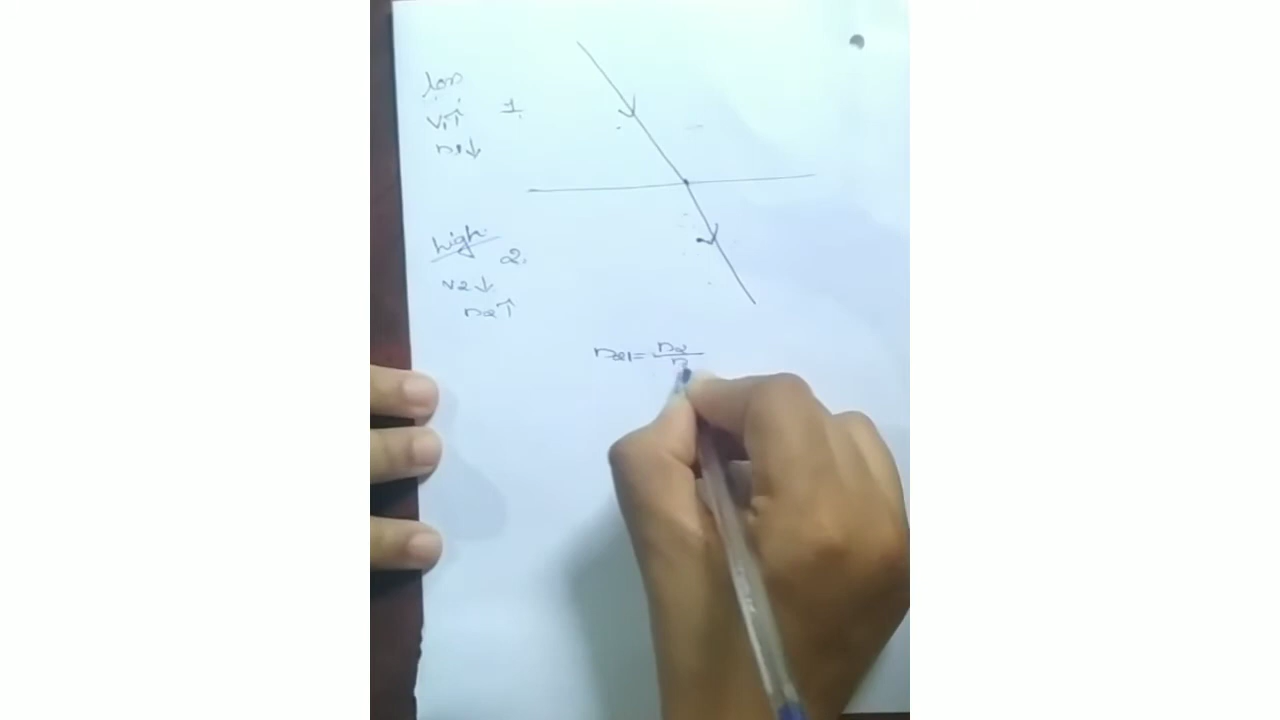 low
V1↑ 1.
n1↓
high. 2.
V2↓
n2↑
n21 = n2/n